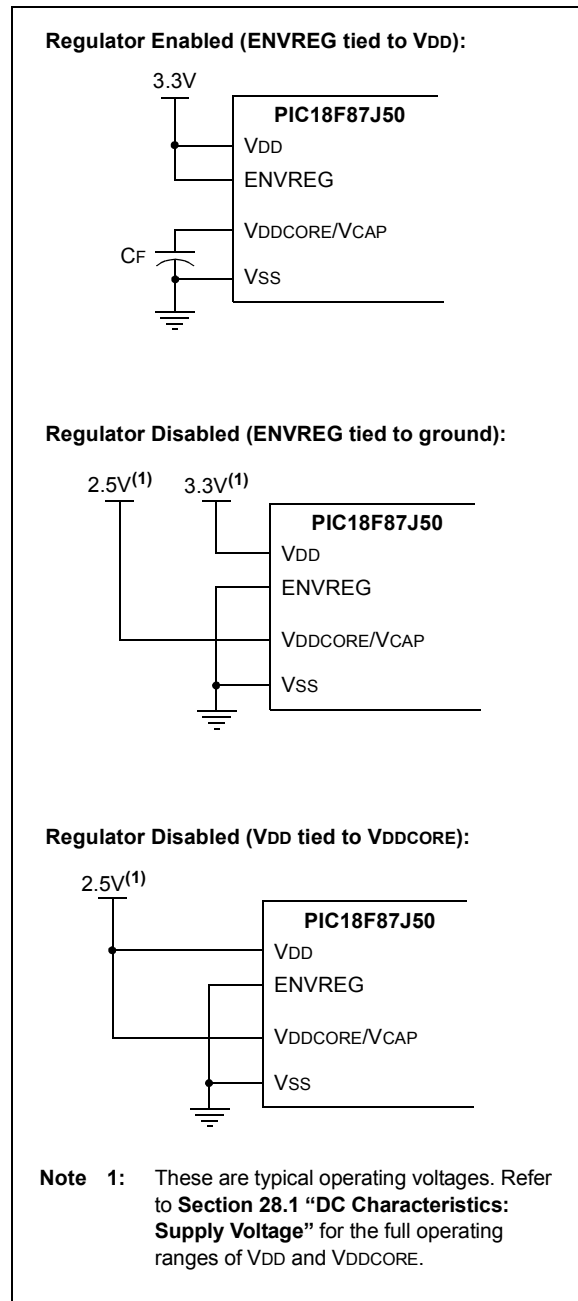 Regulator Enabled (ENVREG tied to VDD):
3.3V
PIC18F87J50
VDD
ENVREG
VDDCORE/VCAP
CF
VSS
Regulator Disabled (ENVREG tied to ground):
2.5V(1) 3.3V(1)
PIC18F87J50
VDD
ENVREG
VDDCORE/VCAP
VSS
Regulator Disabled (VDD tied to VDDCORE):
2.5V(1)
PIC18F87J50
VDD
ENVREG
VDDCORE/VCAP
VSS
Note 1: These are typical operating voltages. Refer
to Section 28.1 “DC Characteristics:
Supply Voltage” for the full operating
ranges of VDD and VDDCORE.